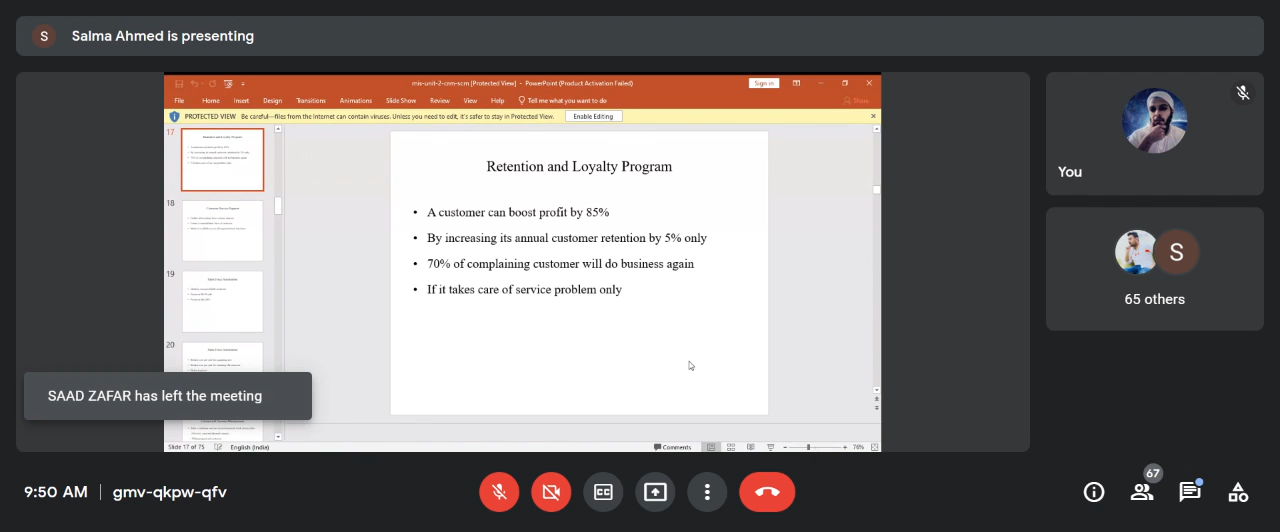 S
Salma Ahmed is presenting
mis-unit-2-crm-scm [Protected View] - PowerPoint (Product Activation Failed)
Sign in
File Home Insert Design Transitions Animations Slide Show Review View Help Tell me what you want to do
Share
PROTECTED VIEW Be careful—files from the Internet can contain viruses. Unless you need to edit, it's safer to stay in Protected View.
Enable Editing
17
Retention and Loyalty Program
18
19
20
Retention and Loyalty Program
• A customer can boost profit by 85%
• By increasing its annual customer retention by 5% only
• 70% of complaining customer will do business again
• If it takes care of service problem only
SAAD ZAFAR has left the meeting
Slide 17 of 75 English (India)
Comments
76%
You
S
65 others
9:50 AM | gmv-qkpw-qfv
CC
67